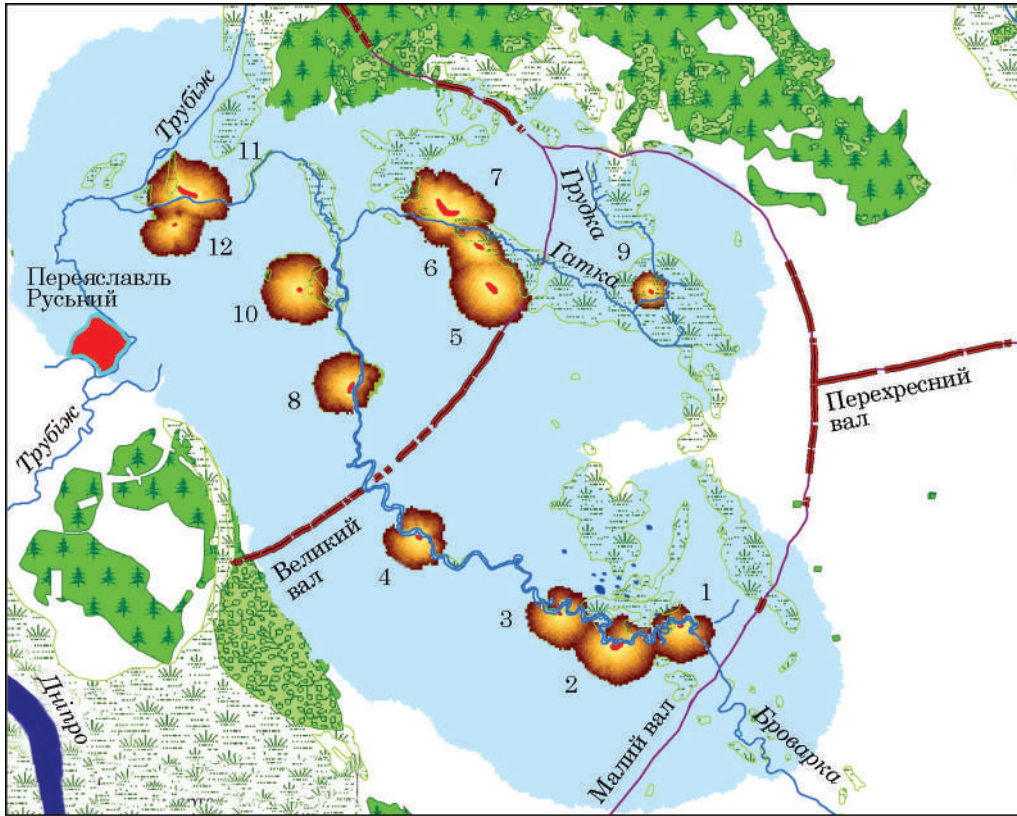 Трубіж
11
7
12
Грудка
6
Гатка
9
Переяславль
Руський
10
5
8
Перехресний
вал
Трубіж
Великий
вал
4
3
1
2
Дніпро
Малий вал
Броварка